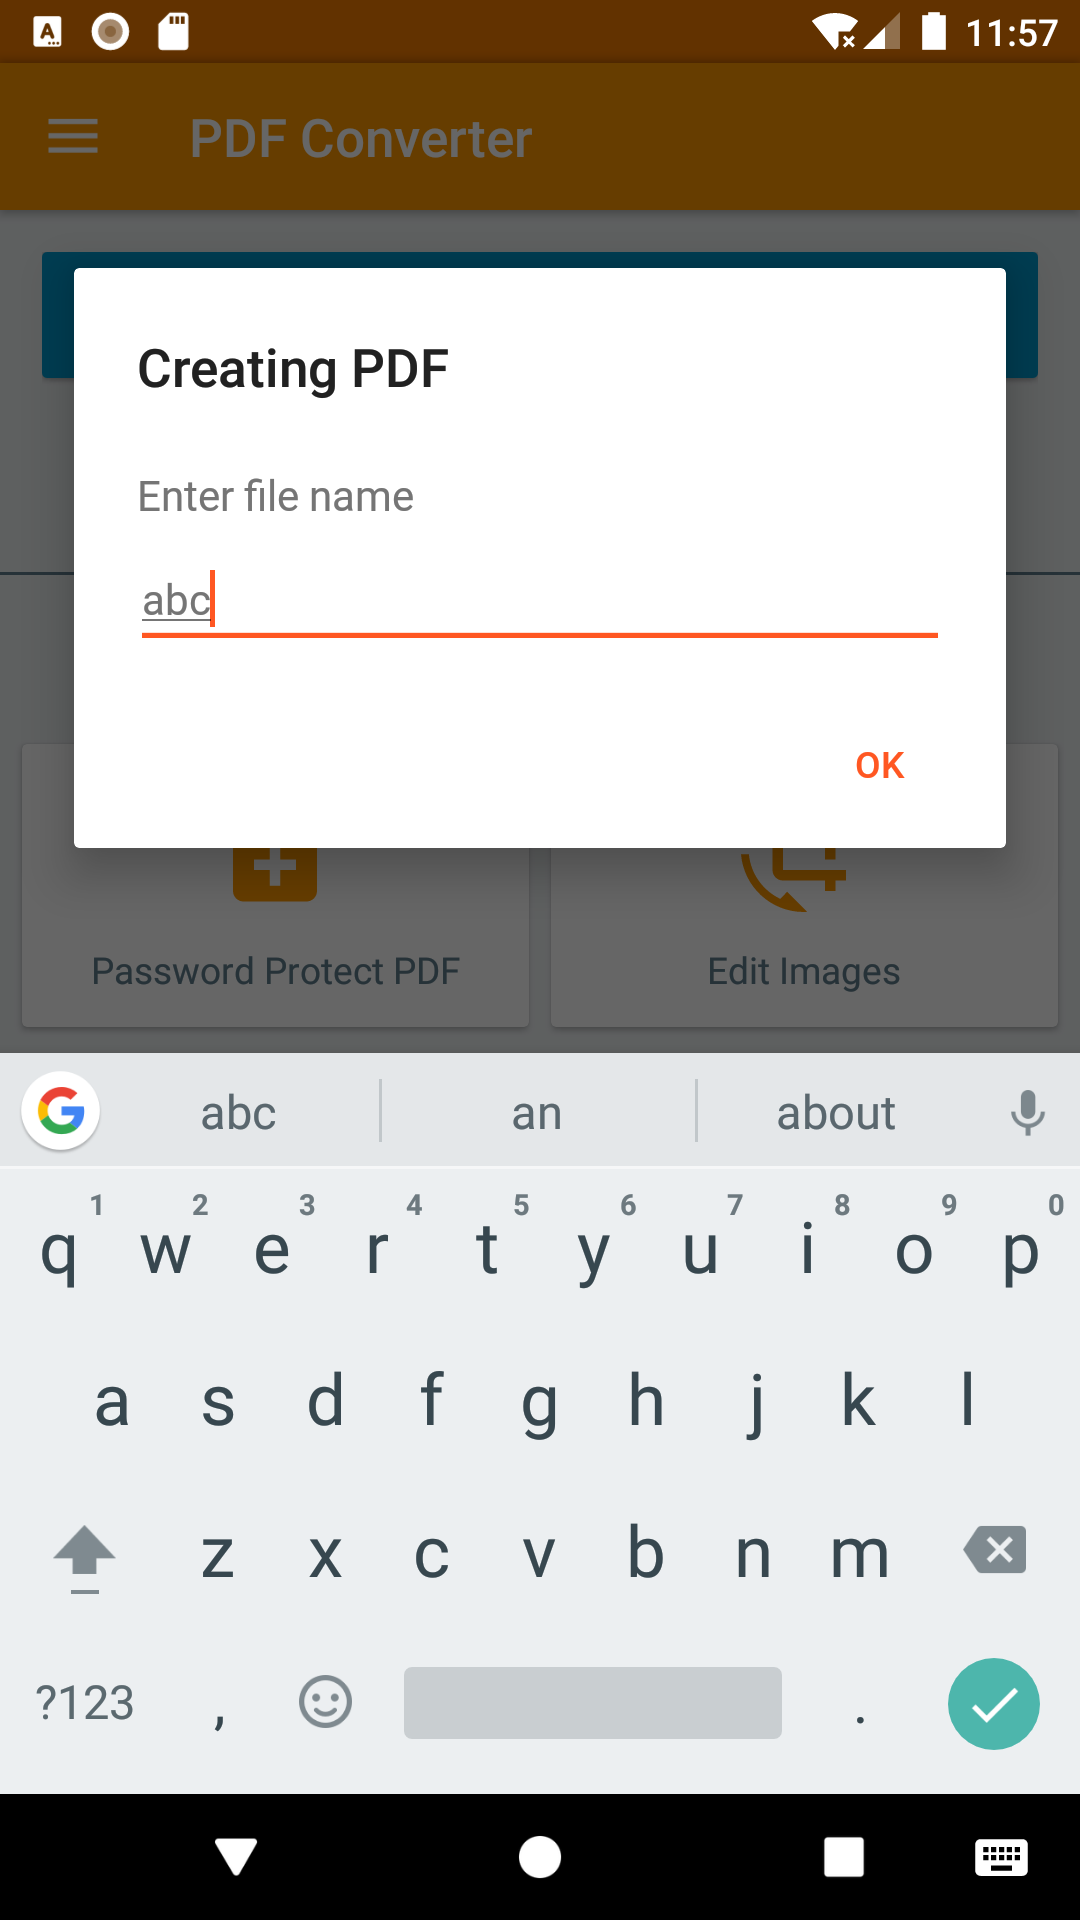 11:57
PDF Converter
Creating PDF
Enter file name
abc
OK
Password Protect PDF
Edit Images
abc an about
1 2 3 4 5 6 7 8 9 0
q w e r t y u i o p
a s d f g h j k l
z x c v b n m
?123 , .